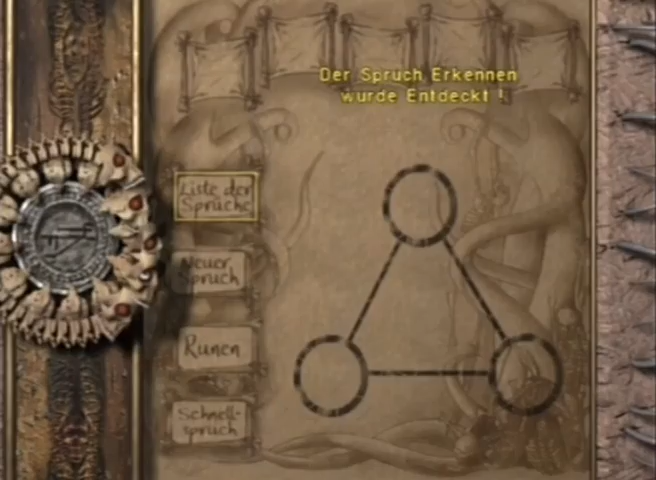 Der Spruch Erkennen
wurde Entdeckt !
Liste der
Sprüche
Neuer
Spruch
Runen
Schnell-
spruch